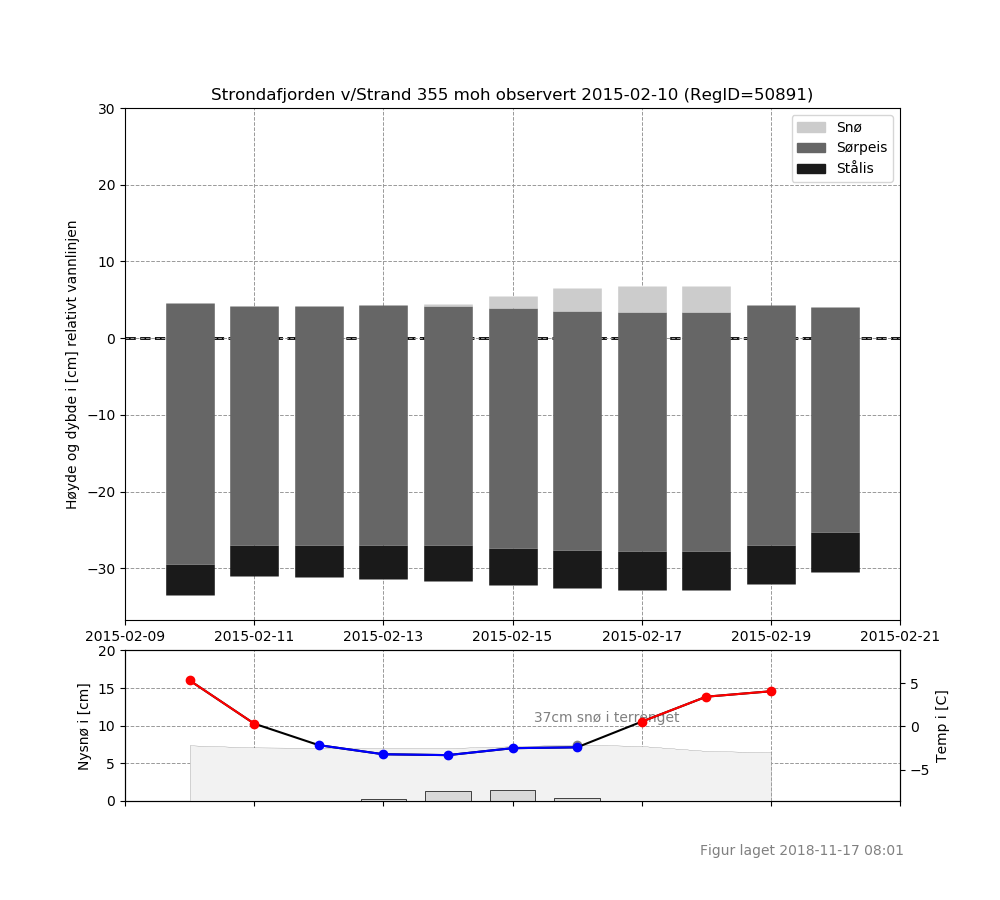 Strondafjorden v/Strand 355 moh observert 2015-02-10 (RegID=50891)
Høyde og dybde i [cm] relativt vannlinjen
30
20
10
0
−10
−20
−30
Snø
Sørpeis
Stålis
2015-02-09
2015-02-11
2015-02-13
2015-02-15
2015-02-17
2015-02-19
2015-02-21
Nysnø i [cm]
20
15
10
5
0
37cm snø i terrenget
5
0
−5
Temp i [C]
Figur laget 2018-11-17 08:01